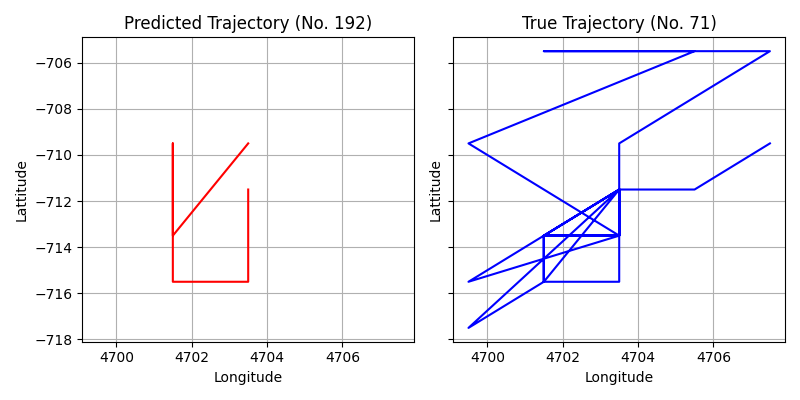 Predicted Trajectory (No. 192)
True Trajectory (No. 71)
−706
−708
−710
−712
−714
−716
−718
Lattitude
Lattitude
4700 4702 4704 4706
4700 4702 4704 4706
Longitude
Longitude